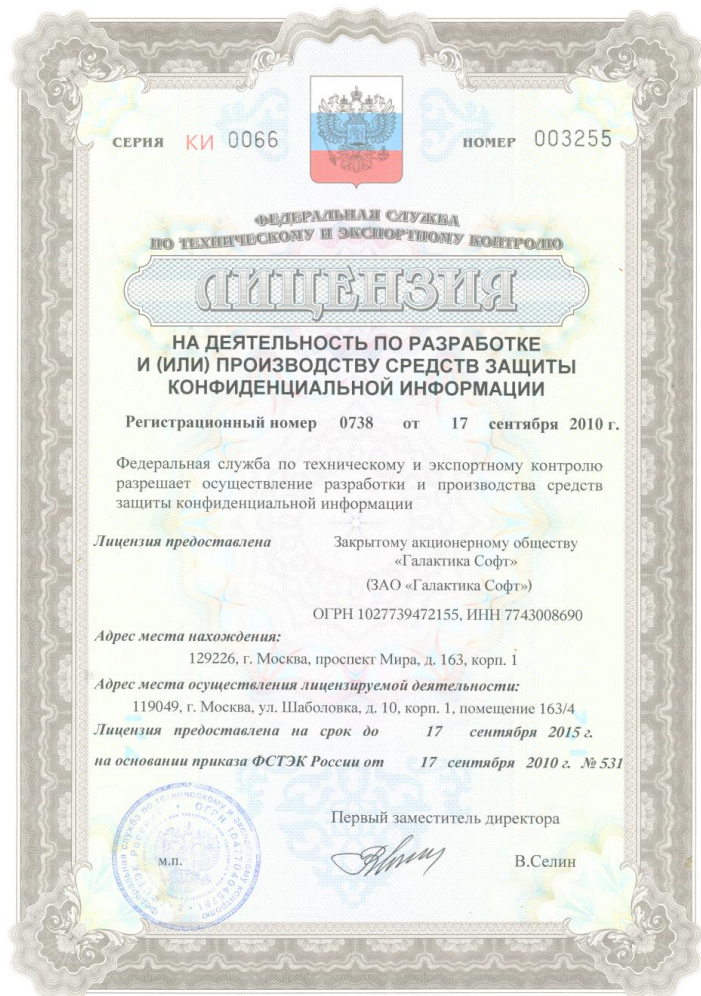 СЕРИЯ КИ 0066 НОМЕР 003255
ФЕДЕРАЛЬНАЯ СЛУЖБА
ПО ТЕХНИЧЕСКОМУ И ЭКСПОРТНОМУ КОНТРОЛЮ
ЛИЦЕНЗИЯ
НА ДЕЯТЕЛЬНОСТЬ ПО РАЗРАБОТКЕ
И (ИЛИ) ПРОИЗВОДСТВУ СРЕДСТВ ЗАЩИТЫ
КОНФИДЕНЦИАЛЬНОЙ ИНФОРМАЦИИ
Регистрационный номер 0738 от 17 сентября 2010 г.
Федеральная служба по техническому и экспортному контролю
разрешает осуществление разработки и производства средств
защиты конфиденциальной информации
Лицензия предоставлена Закрытому акционерному обществу
«Галактика Софт»
(ЗАО «Галактика Софт»)
ОГРН 1027739472155, ИНН 7743008690
Адрес места нахождения:
129226, г. Москва, проспект Мира, д. 163, корп. 1
Адрес места осуществления лицензируемой деятельности:
119049, г. Москва, ул. Шаболовка, д. 10, корп. 1, помещение 163/4
Лицензия предоставлена на срок до 17 сентября 2015 г.
на основании приказа ФСТЭК России от 17 сентября 2010 г. № 531
Первый заместитель директора
м.п. В.Селин